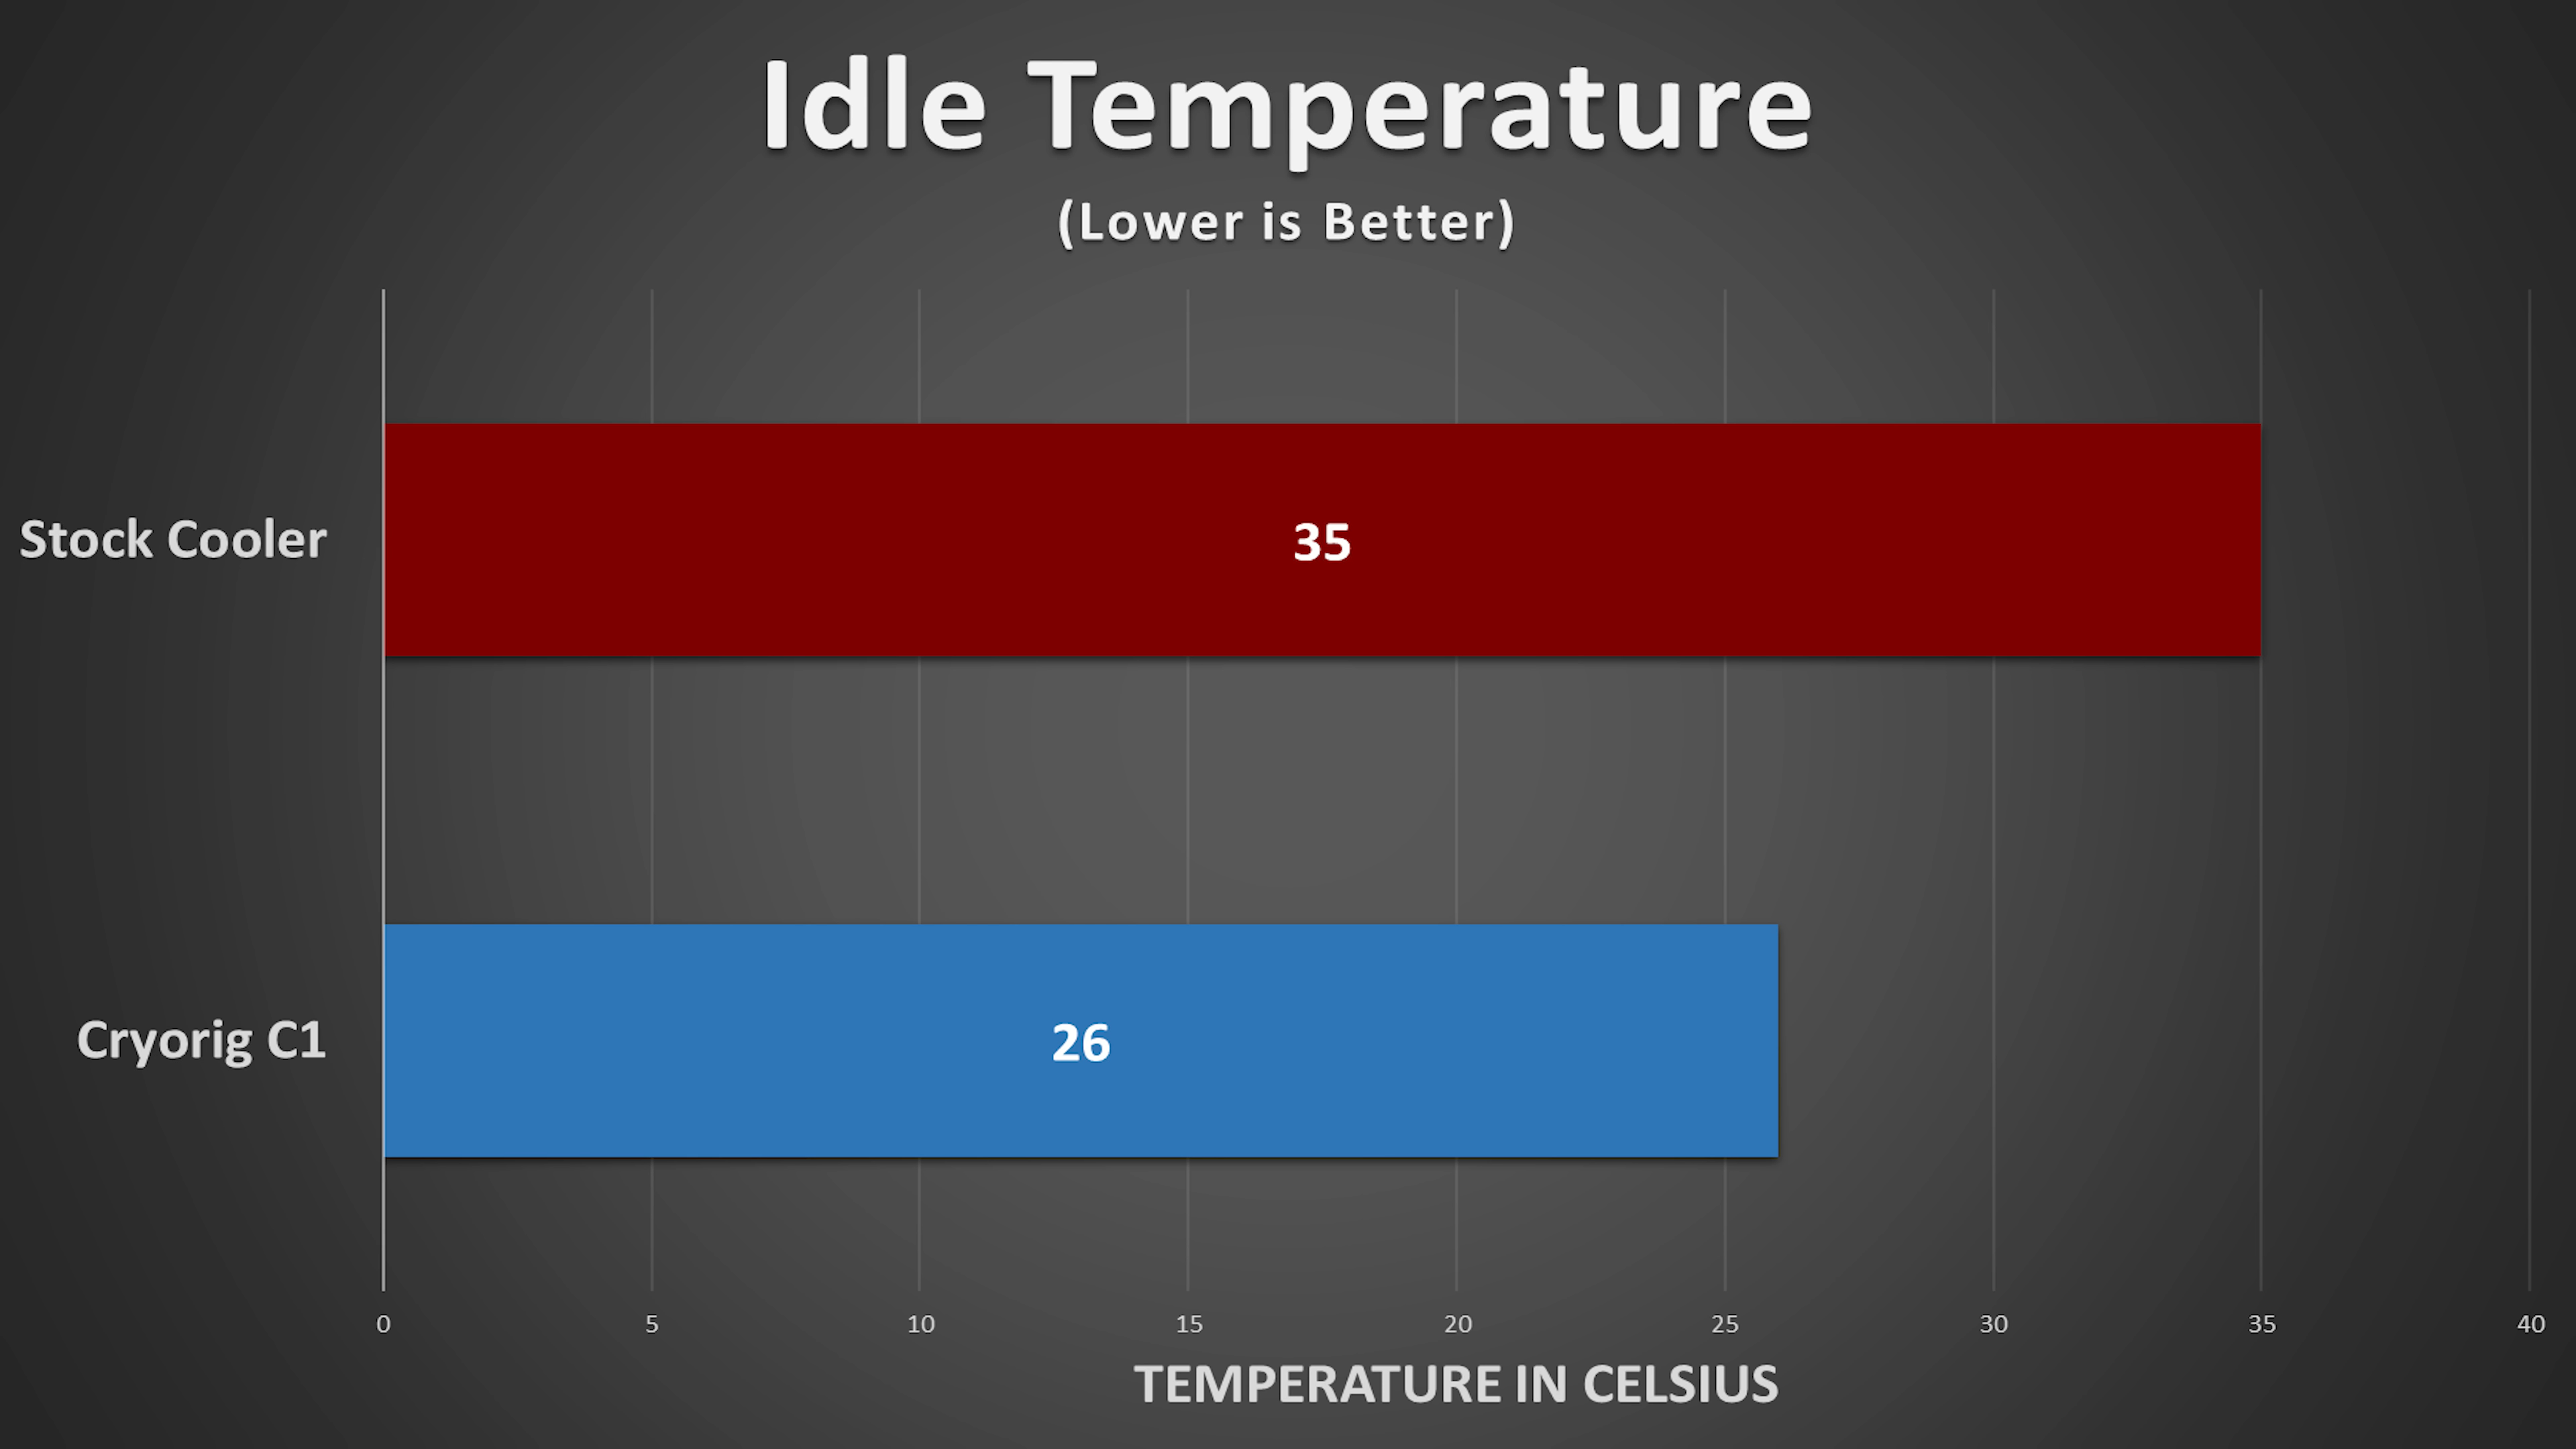 Idle Temperature
(Lower is Better)
Stock Cooler
35
Cryorig C1
26
0 5 10 15 20 25 30 35 40
TEMPERATURE IN CELSIUS